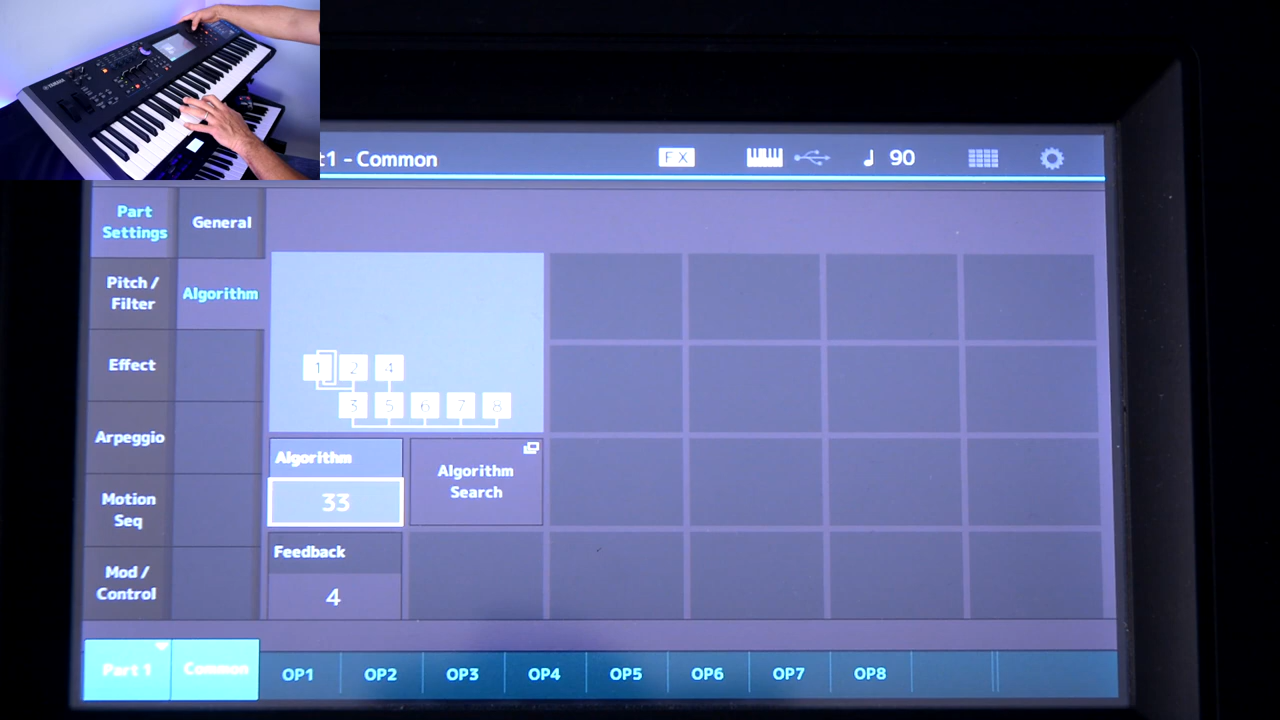 YAMAHA
t1 - Common
FX
90
Part
Settings
General
Pitch /
Filter
Algorithm
Effect
Arpeggio
Motion
Seq
Mod /
Control
1 2 4
3 5 6 7 8
Algorithm
33
Algorithm
Search
Feedback
4
Part 1
Common
OP1
OP2
OP3
OP4
OP5
OP6
OP7
OP8